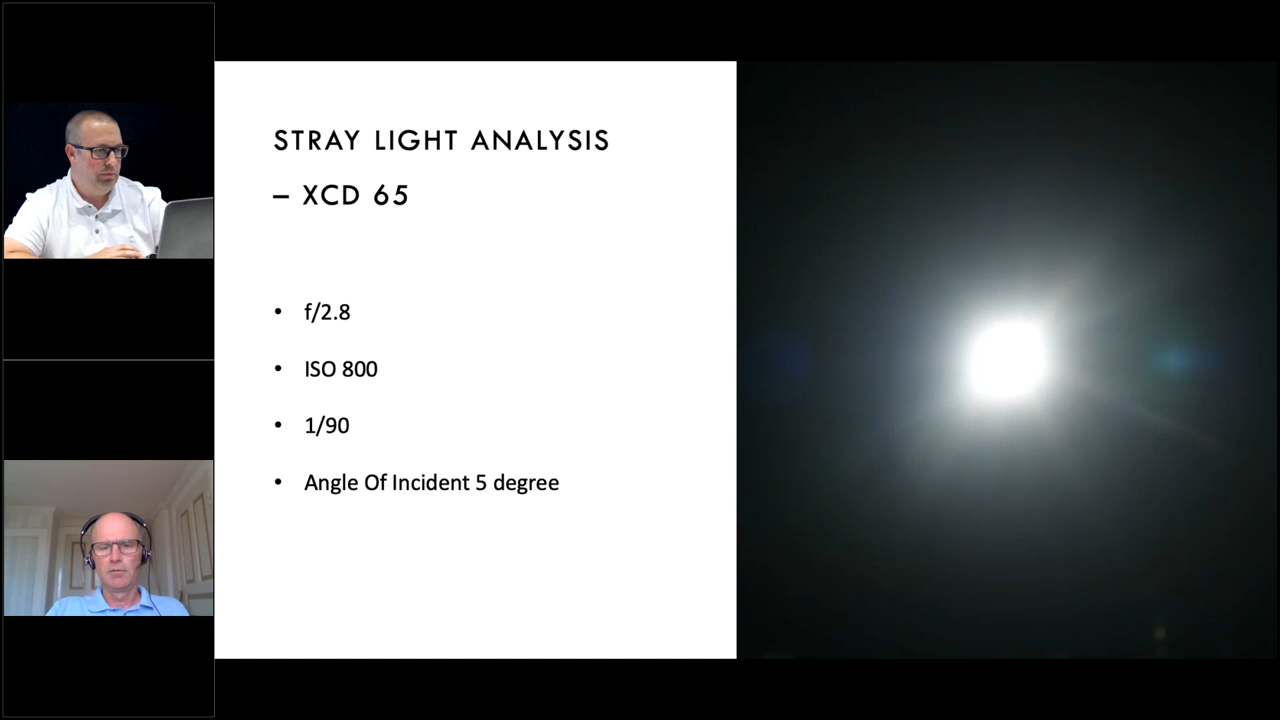 STRAY LIGHT ANALYSIS
– XCD 65
• f/2.8
• ISO 800
• 1/90
• Angle Of Incident 5 degree